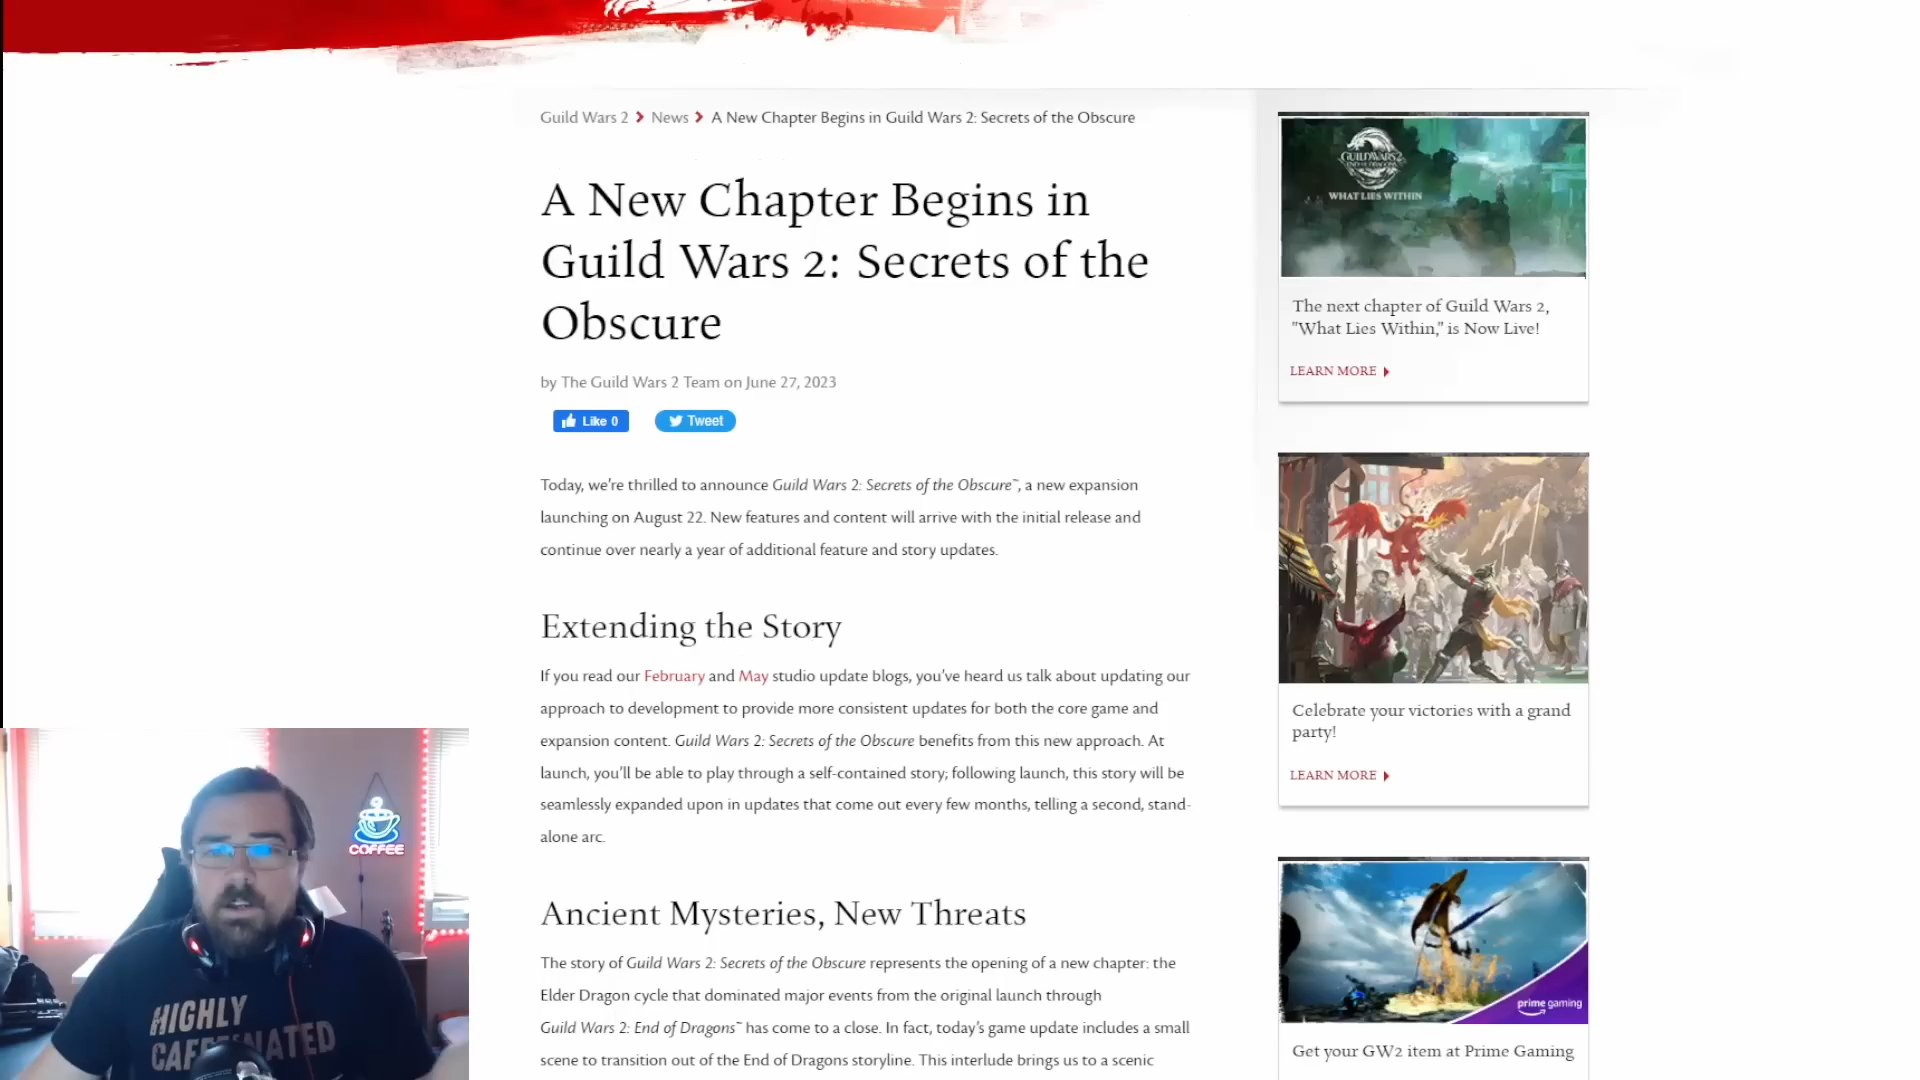 Guild Wars 2 > News > A New Chapter Begins in Guild Wars 2: Secrets of the Obscure
A New Chapter Begins in
Guild Wars 2: Secrets of the
Obscure
by The Guild Wars 2 Team on June 27, 2023
Like 0
Tweet
Today, we're thrilled to announce Guild Wars 2: Secrets of the Obscure™, a new expansion
launching on August 22. New features and content will arrive with the initial release and
continue over nearly a year of additional feature and story updates.
Extending the Story
If you read our February and May studio update blogs, you've heard us talk about updating our
approach to development to provide more consistent updates for both the core game and
expansion content. Guild Wars 2: Secrets of the Obscure benefits from this new approach. At
launch, you'll be able to play through a self-contained story; following launch, this story will be
seamlessly expanded upon in updates that come out every few months, telling a second, stand-
alone arc.
Ancient Mysteries, New Threats
The story of Guild Wars 2: Secrets of the Obscure represents the opening of a new chapter: the
Elder Dragon cycle that dominated major events from the original launch through
Guild Wars 2: End of Dragons™ has come to a close. In fact, today's game update includes a small
scene to transition out of the End of Dragons storyline. This interlude brings us to a scenic
GUILD WARS 2
END OF DRAGONS
WHAT LIES WITHIN
The next chapter of Guild Wars 2,
"What Lies Within," is Now Live!
LEARN MORE
Celebrate your victories with a grand
party!
LEARN MORE
prime gaming
Get your GW2 item at Prime Gaming
COFFEE
HIGHLY
CAFFEINATED